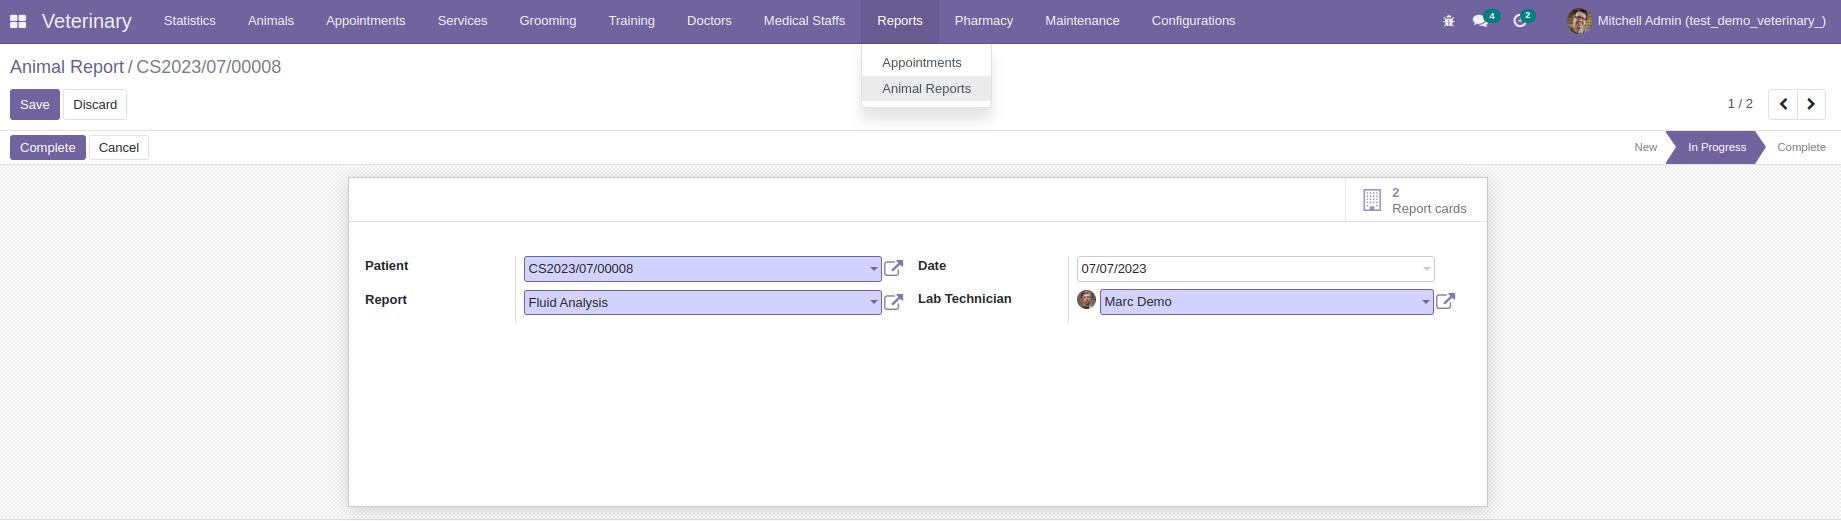 Veterinary Statistics Animals Appointments Services Grooming Training Doctors Medical Staffs Reports Pharmacy Maintenance Configurations 4 2 Mitchell Admin (test_demo_veterinary_)
Appointments
Animal Reports
Animal Report / CS2023/07/00008
Save Discard 1 / 2
Complete Cancel New In Progress Complete
2
Report cards
Patient CS2023/07/00008 Date 07/07/2023
Report Fluid Analysis Lab Technician Marc Demo